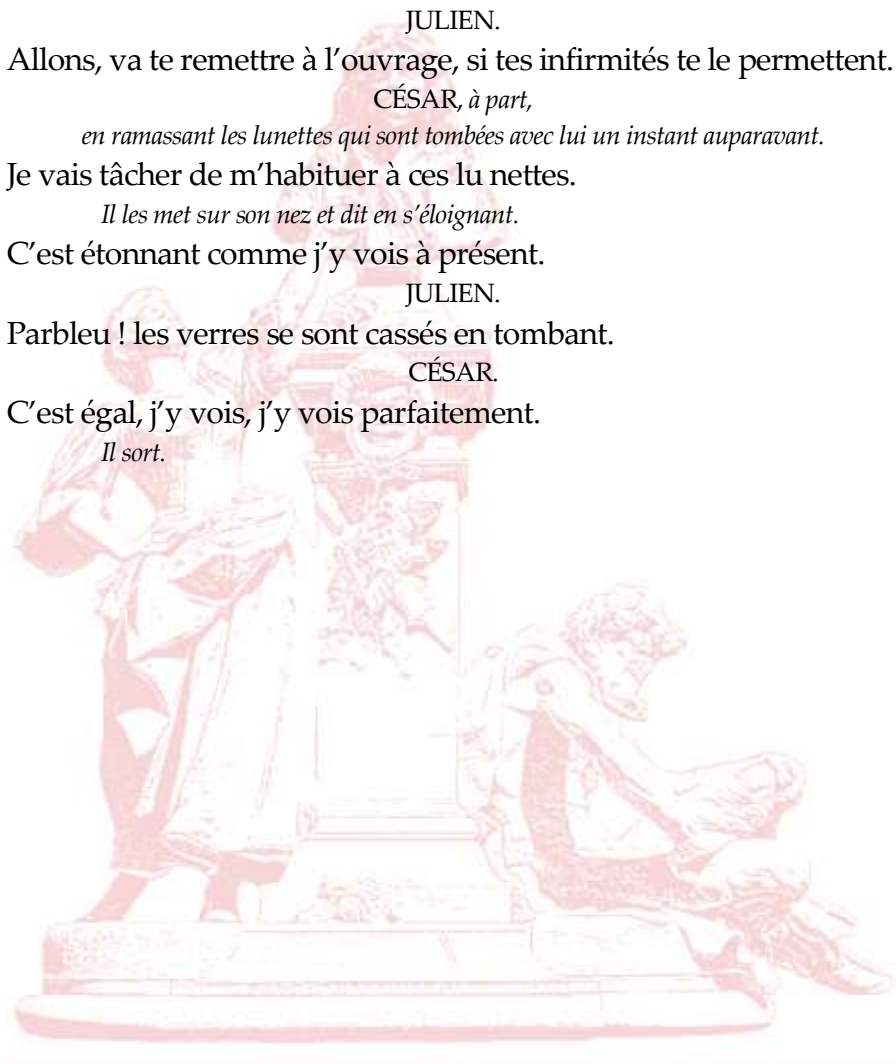 JULIEN.
Allons, va te remettre à l’ouvrage, si tes infirmités te le permettent.
CÉSAR, à part,
en ramassant les lunettes qui sont tombées avec lui un instant auparavant.
Je vais tâcher de m’habituer à ces lu nettes.
Il les met sur son nez et dit en s’éloignant.
C’est étonnant comme j’y vois à présent.
JULIEN.
Parbleu ! les verres se sont cassés en tombant.
CÉSAR.
C’est égal, j’y vois, j’y vois parfaitement.
Il sort.